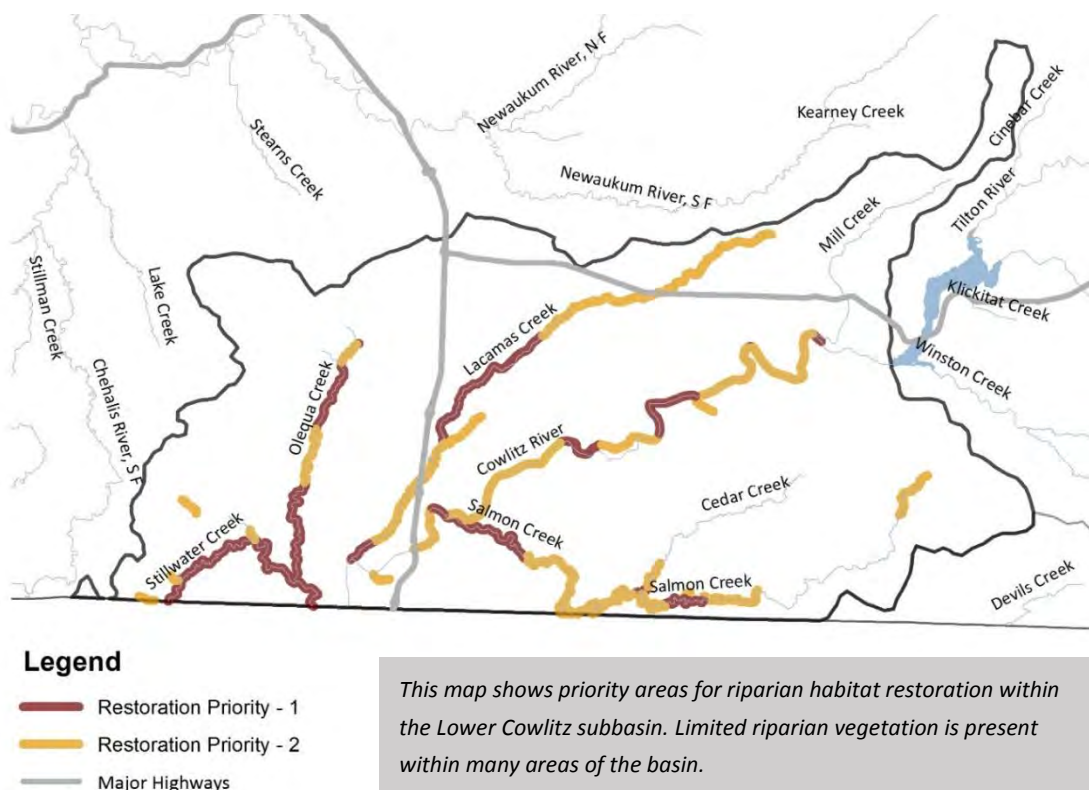 Newaukum River, N F
Kearney Creek
Cinebar Creek
Stearns Creek
Newaukum River, S F
Mill Creek
Tilton River
Stillman Creek
Lake Creek
Klickitat Creek
Lacamas Creek
Winston Creek
Chehalis River, S F
Olequa Creek
Cowlitz River
Cedar Creek
Salmon Creek
Stillwater Creek
Salmon Creek
Devils Creek
Legend
Restoration Priority - 1
Restoration Priority - 2
Major Highways
This map shows priority areas for riparian habitat restoration within
the Lower Cowlitz subbasin. Limited riparian vegetation is present
within many areas of the basin.